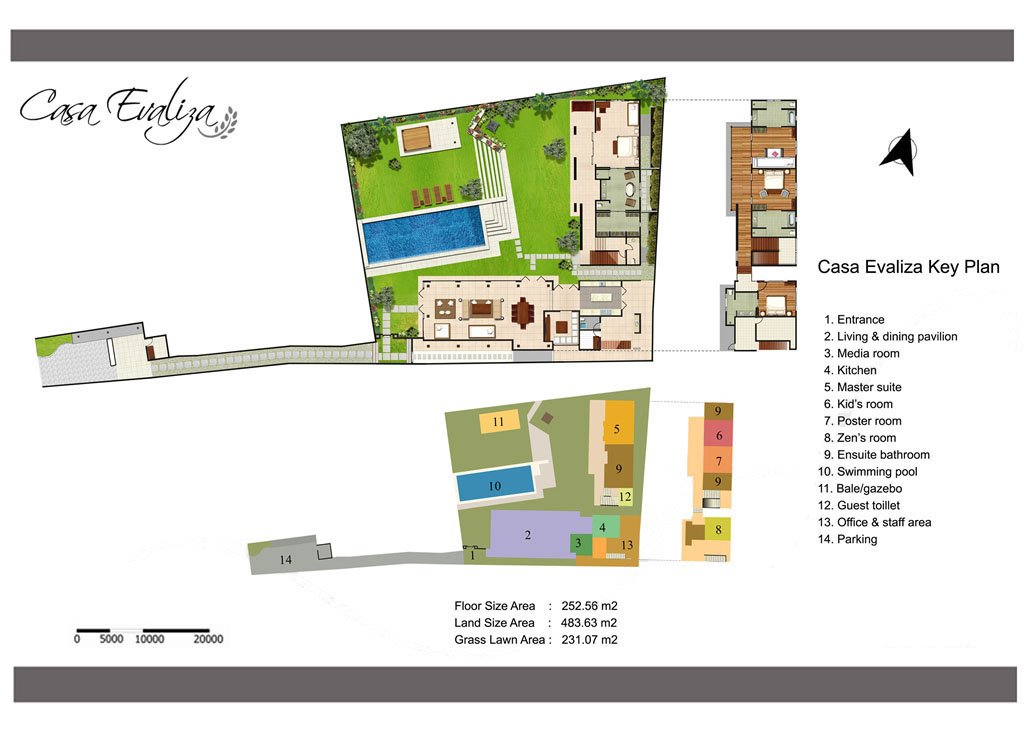 Casa Evaliza
Casa Evaliza Key Plan
1. Entrance
2. Living & dining pavilion
3. Media room
4. Kitchen
5. Master suite
6. Kid's room
7. Poster room
8. Zen's room
9. Ensuite bathroom
10. Swimming pool
11. Bale/gazebo
12. Guest toillet
13. Office & staff area
14. Parking
11
5
9
6
10
9
7
12
9
2
4
8
3
13
1
14
Floor Size Area : 252.56 m2
Land Size Area : 483.63 m2
Grass Lawn Area : 231.07 m2
0 5000 10000 20000